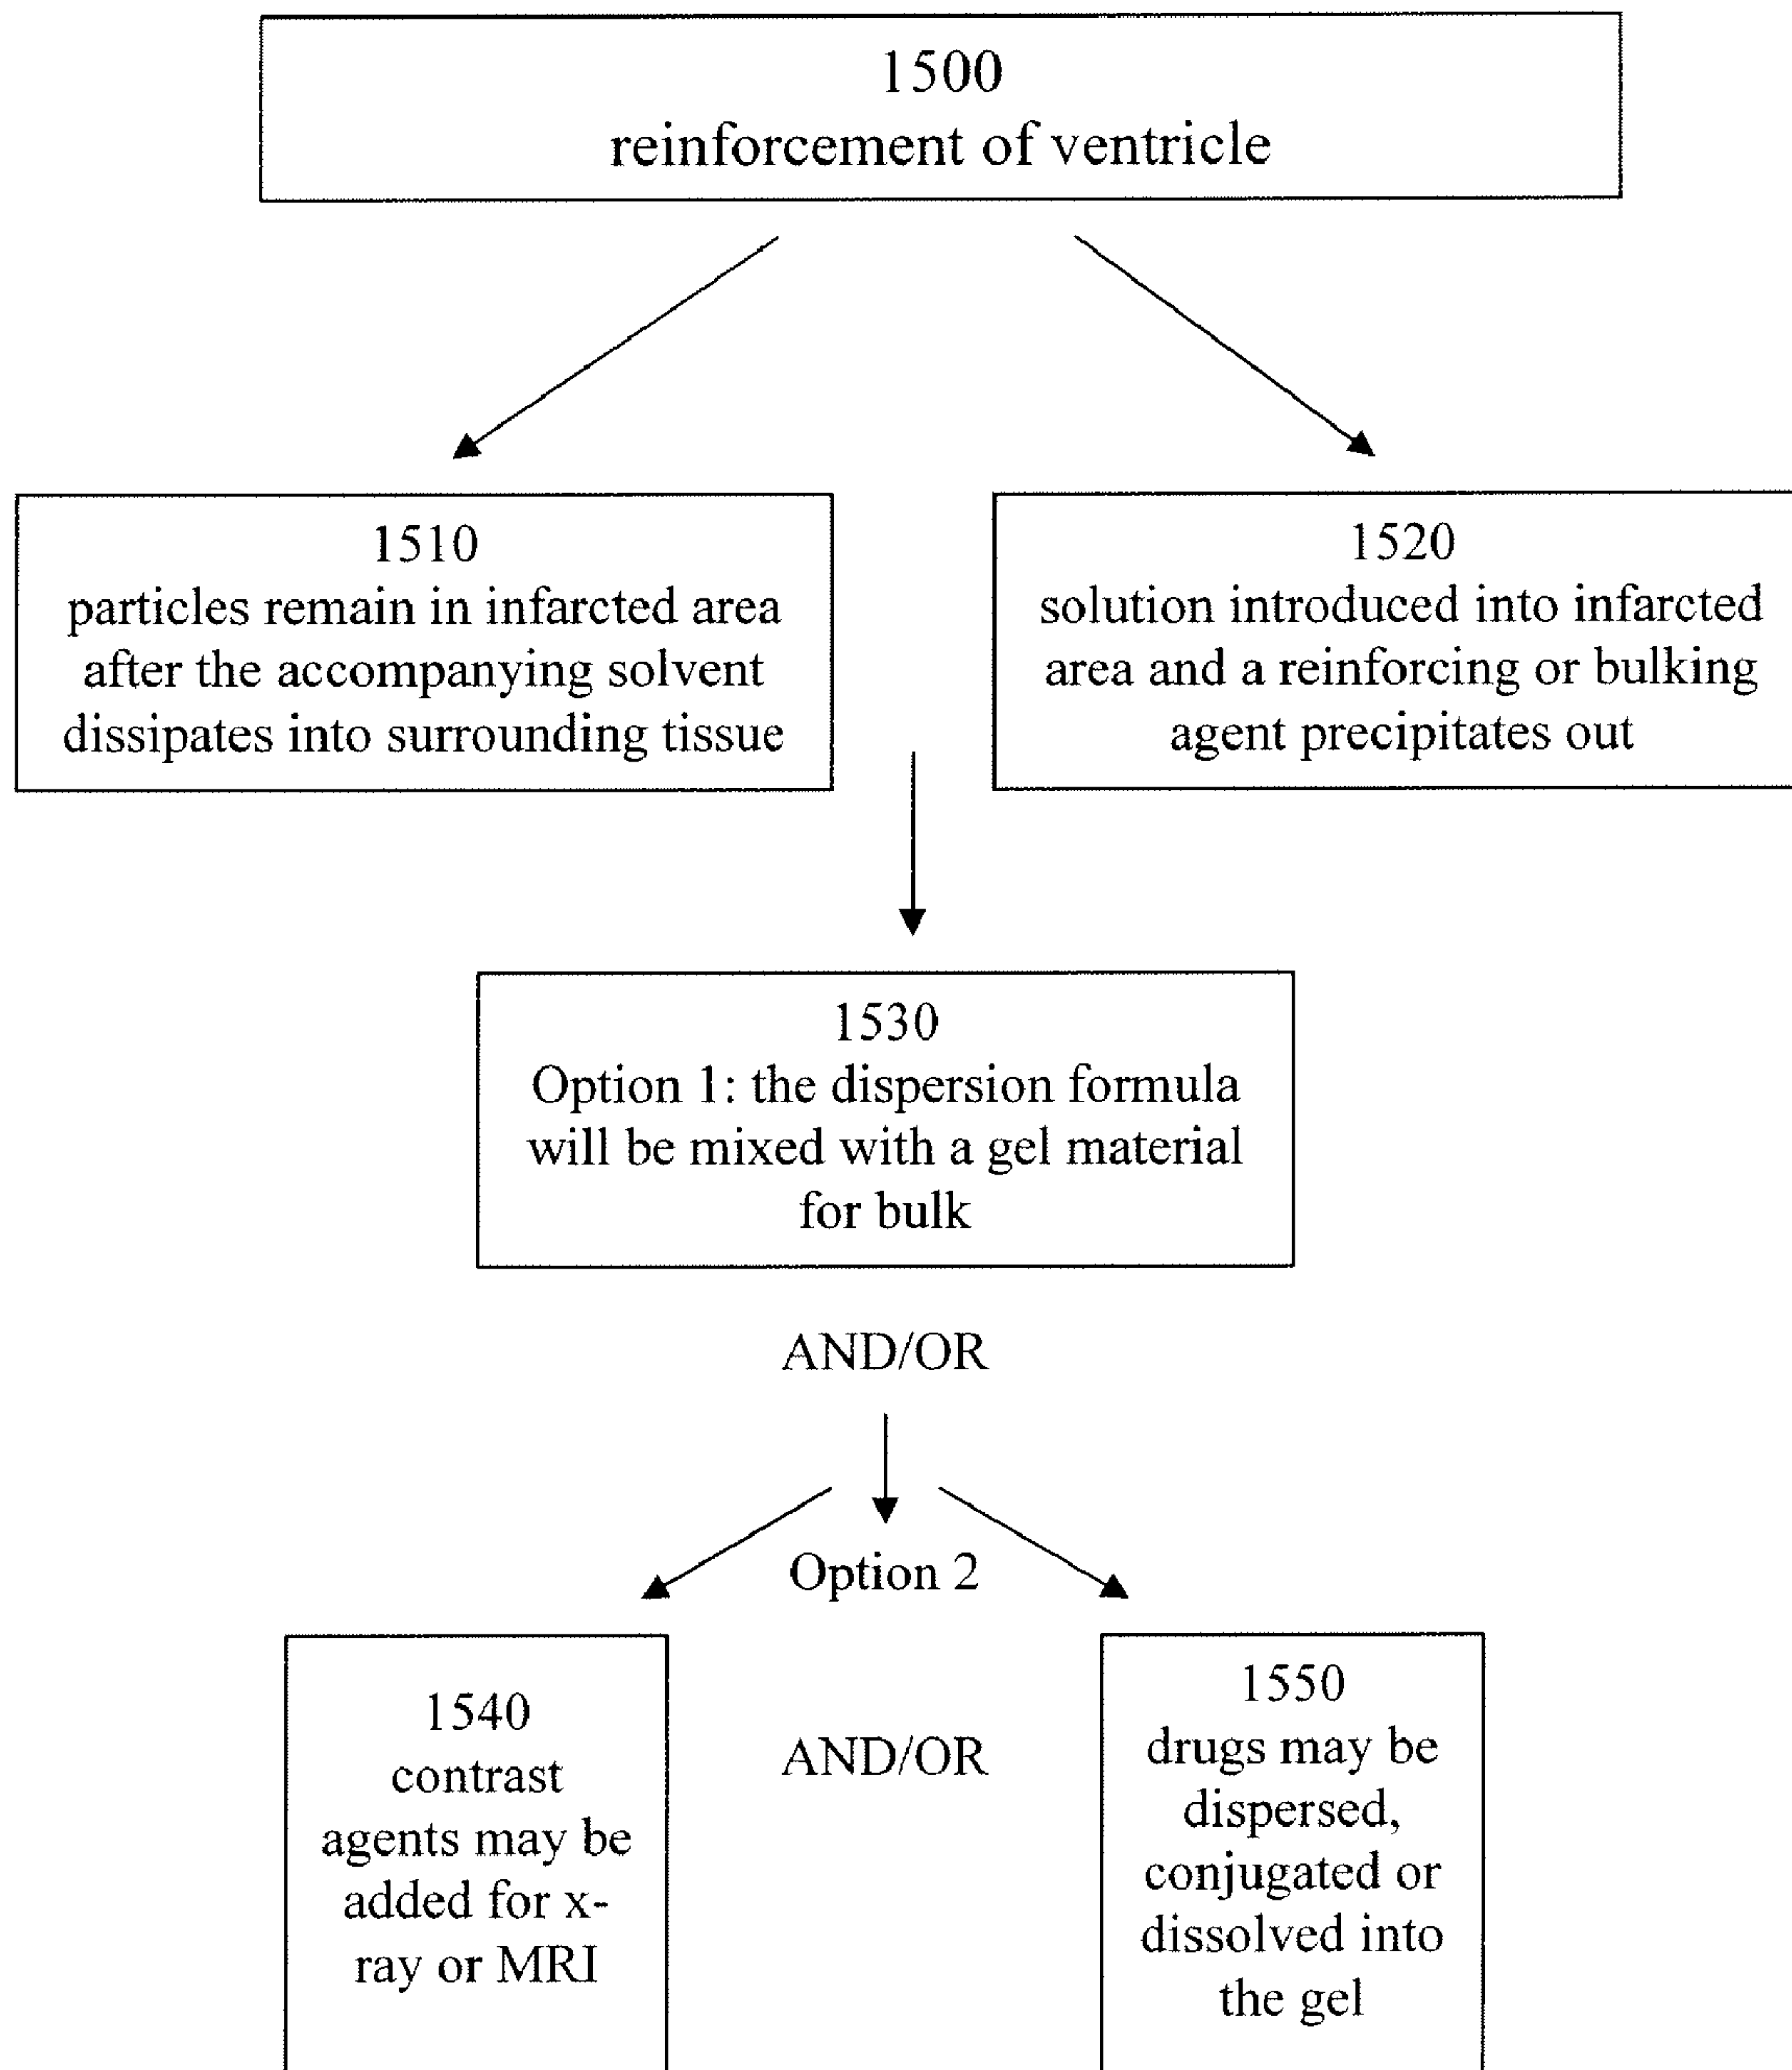 1500
reinforcement of ventricle
1510
particles remain in infarcted area
after the accompanying solvent
dissipates into surrounding tissue
1520
solution introduced into infarcted
area and a reinforcing or bulking
agent precipitates out
1530
Option 1: the dispersion formula
will be mixed with a gel material
for bulk
AND/OR
Option 2
1540
contrast
agents may be
added for x-
ray or MRI
AND/OR
1550
drugs may be
dispersed,
conjugated or
dissolved into
the gel